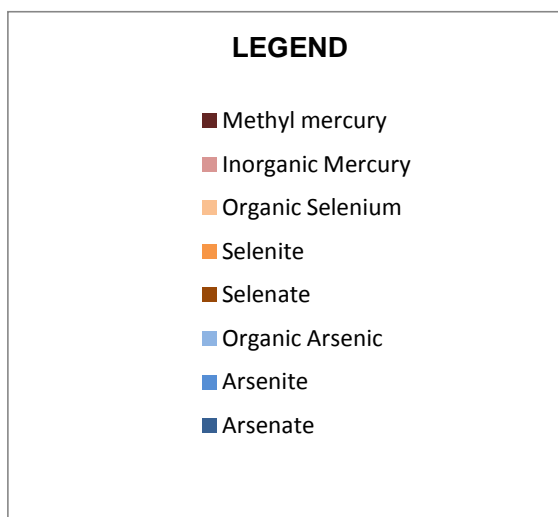 LEGEND
Methyl mercury
Inorganic Mercury
Organic Selenium
Selenite
Selenate
Organic Arsenic
Arsenite
Arsenate